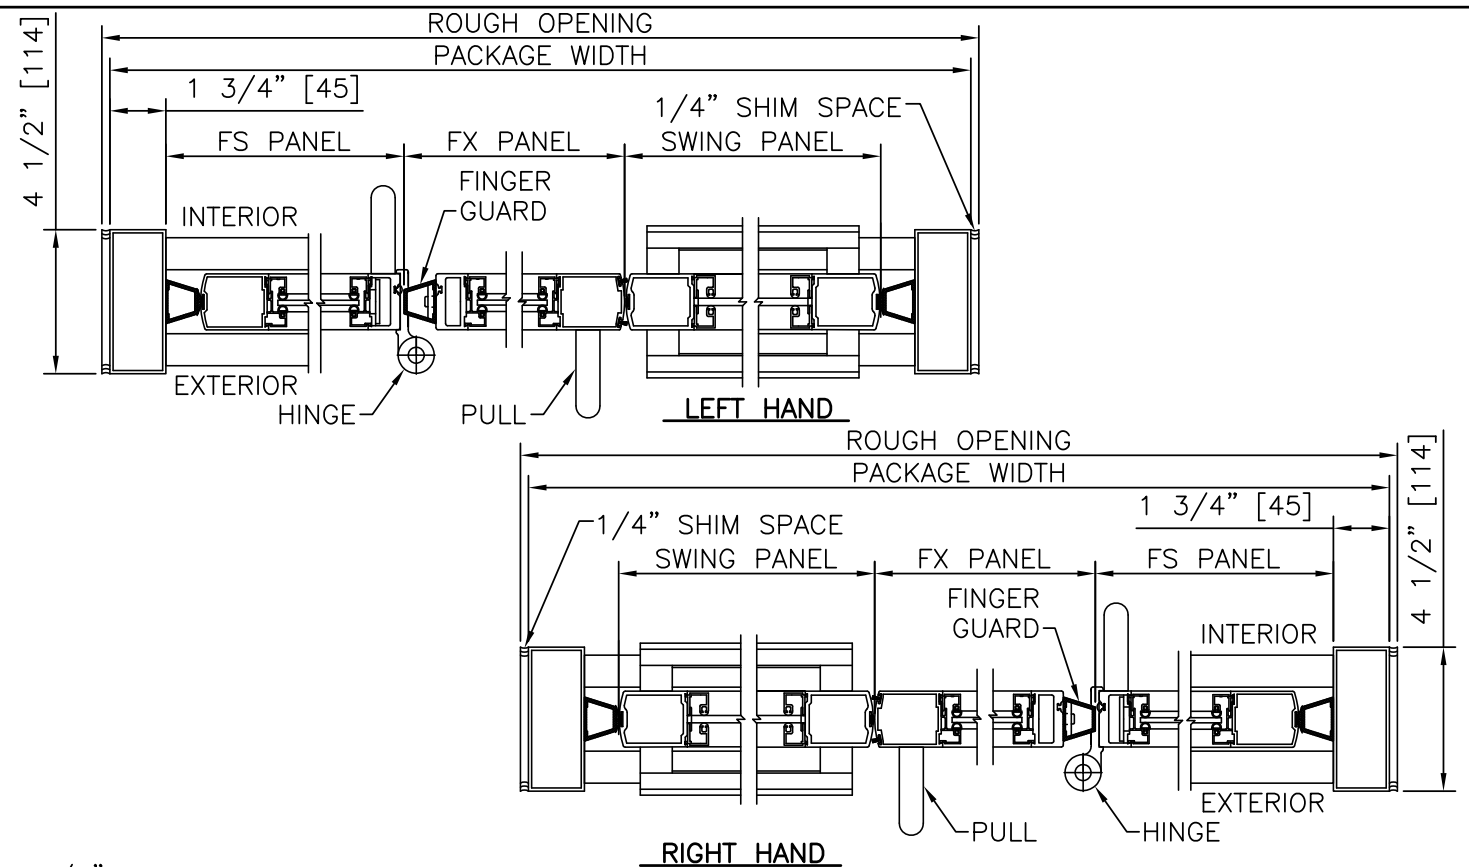 ROUGH OPENING
PACKAGE WIDTH
4 1/2” [114]
1 3/4” [45]
1/4” SHIM SPACE
FS PANEL
FX PANEL
SWING PANEL
FINGER
GUARD
INTERIOR
EXTERIOR
HINGE
PULL
LEFT HAND
ROUGH OPENING
PACKAGE WIDTH
1 3/4” [45]
4 1/2” [114]
1/4” SHIM SPACE
SWING PANEL
FX PANEL
FS PANEL
FINGER
GUARD
INTERIOR
EXTERIOR
PULL
HINGE
RIGHT HAND